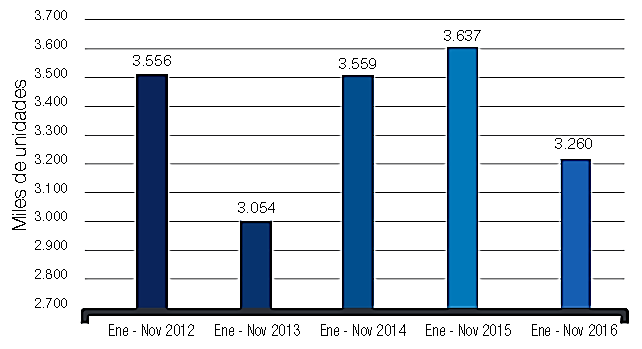 Miles de unidades
3.700
3.600
3.500
3.400
3.300
3.200
3.100
3.000
2.900
2.800
2.700
3.556
3.054
3.559
3.637
3.260
Ene - Nov 2012
Ene - Nov 2013
Ene - Nov 2014
Ene - Nov 2015
Ene - Nov 2016